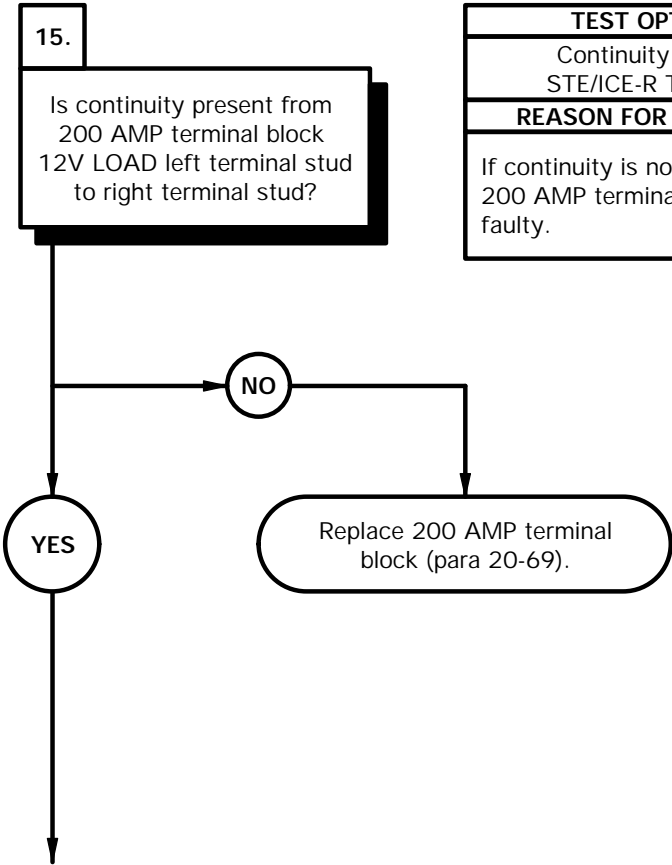 15.
Is continuity present from
200 AMP terminal block
12V LOAD left terminal stud
to right terminal stud?
TEST OPT
Continuity
STE/ICE-R T
REASON FOR
If continuity is no
200 AMP termina
faulty.
NO
YES
Replace 200 AMP terminal
block (para 20-69).